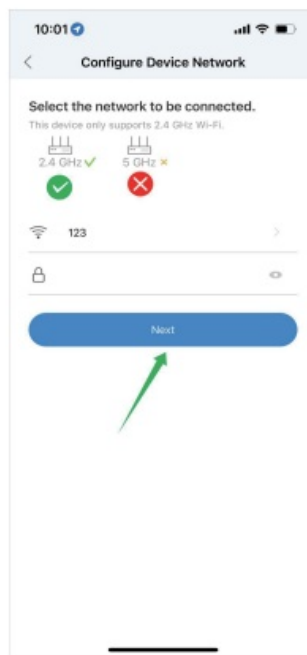 10:01
Configure Device Network
Select the network to be connected.
This device only supports 2.4 GHz Wi-Fi.
2.4 GHz 5 GHz
123
Next